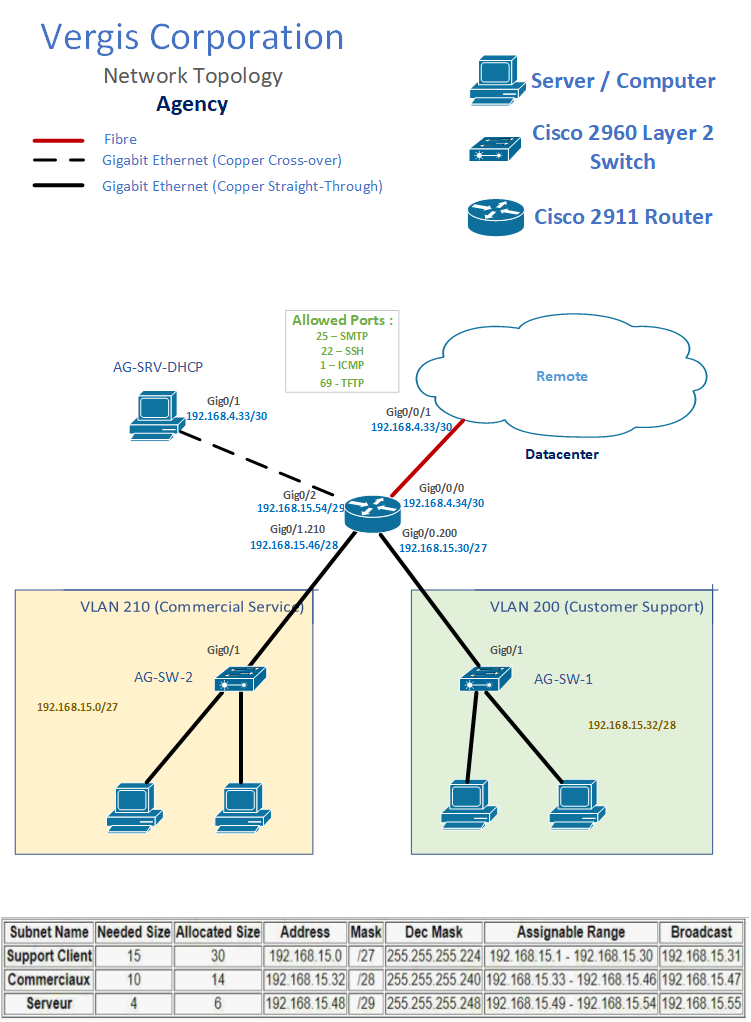 Vergis Corporation
Network Topology
Agency
Fibre
Gigabit Ethernet (Copper Cross-over)
Gigabit Ethernet (Copper Straight-Through)
Server / Computer
Cisco 2960 Layer 2
Switch
Cisco 2911 Router
Allowed Ports :
25 – SMTP
22 – SSH
1 – ICMP
69 - TFTP
AG-SRV-DHCP
Gig0/1
192.168.4.33/30
Remote
Gig0/0/1
192.168.4.33/30
Datacenter
Gig0/2
192.168.15.54/29
Gig0/0/0
192.168.4.34/30
Gig0/1.210
192.168.15.46/28
Gig0/0.200
192.168.15.30/27
VLAN 210 (Commercial Service)
Gig0/1
AG-SW-2
192.168.15.0/27
VLAN 200 (Customer Support)
Gig0/1
AG-SW-1
192.168.15.32/28
Subnet Name Needed Size Allocated Size Address Mask Dec Mask Assignable Range Broadcast
Support Client 15 30 192.168.15.0 /27 255.255.255.224 192.168.15.1 - 192.168.15.30 192.168.15.31
Commerciaux 10 14 192.168.15.32 /28 255.255.255.240 192.168.15.33 - 192.168.15.46 192.168.15.47
Serveur 4 6 192.168.15.48 /29 255.255.255.248 192.168.15.49 - 192.168.15.54 192.168.15.55